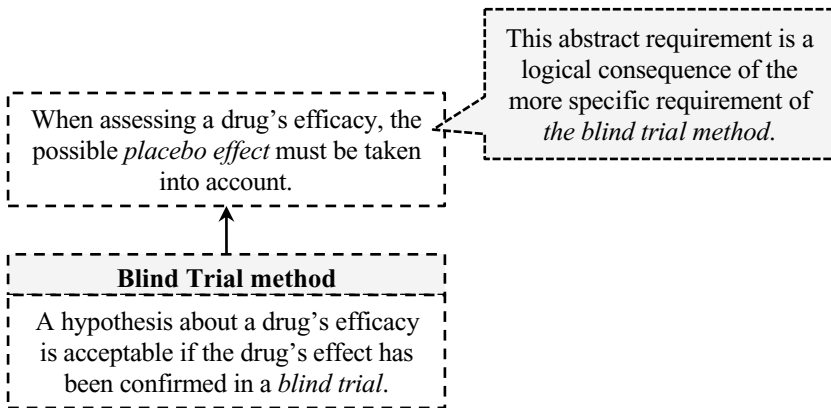 This abstract requirement is a
logical consequence of the
more specific requirement of
the blind trial method.
When assessing a drug’s efficacy, the
possible placebo effect must be taken
into account.
Blind Trial method
A hypothesis about a drug’s efficacy
is acceptable if the drug’s effect has
been confirmed in a blind trial.